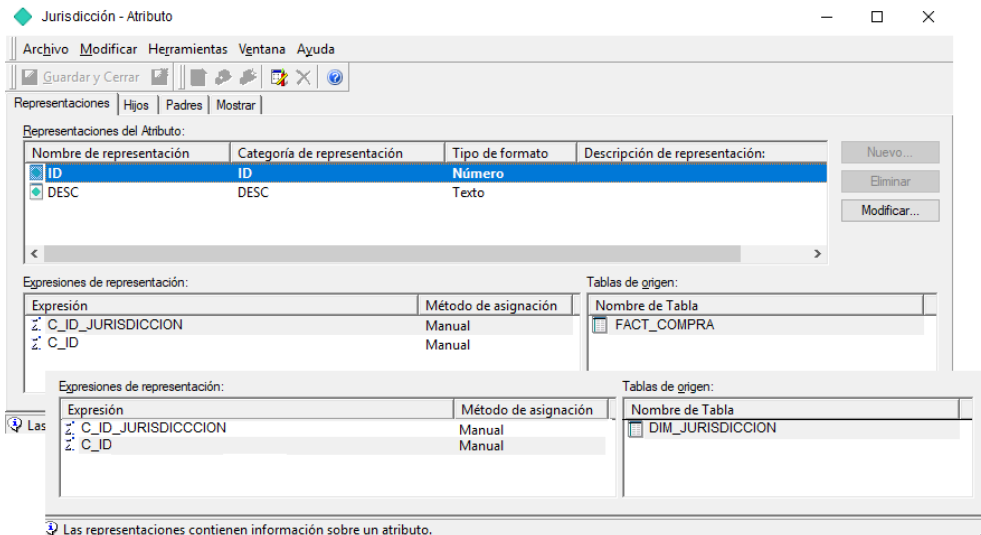 Jurisdicción - Atributo
Archivo Modificar Herramientas Ventana Ayuda
Guardar y Cerrar
Representaciones Hijos Padres Mostrar
Representaciones del Atributo:
Nombre de representación Categoría de representación Tipo de formato Descripción de representación:
ID ID Número
DESC DESC Texto
Nuevo...
Eliminar
Modificar...
Expresiones de representación: Tablas de origen:
Expresión Método de asignación Nombre de Tabla
C_ID_JURISDICCION Manual FACT_COMPRA
C_ID Manual
Expresiones de representación: Tablas de origen:
Expresión Método de asignación Nombre de Tabla
Las
C_ID_JURISDICCCION Manual DIM_JURISDICCION
C_ID Manual
Las representaciones contienen información sobre un atributo.